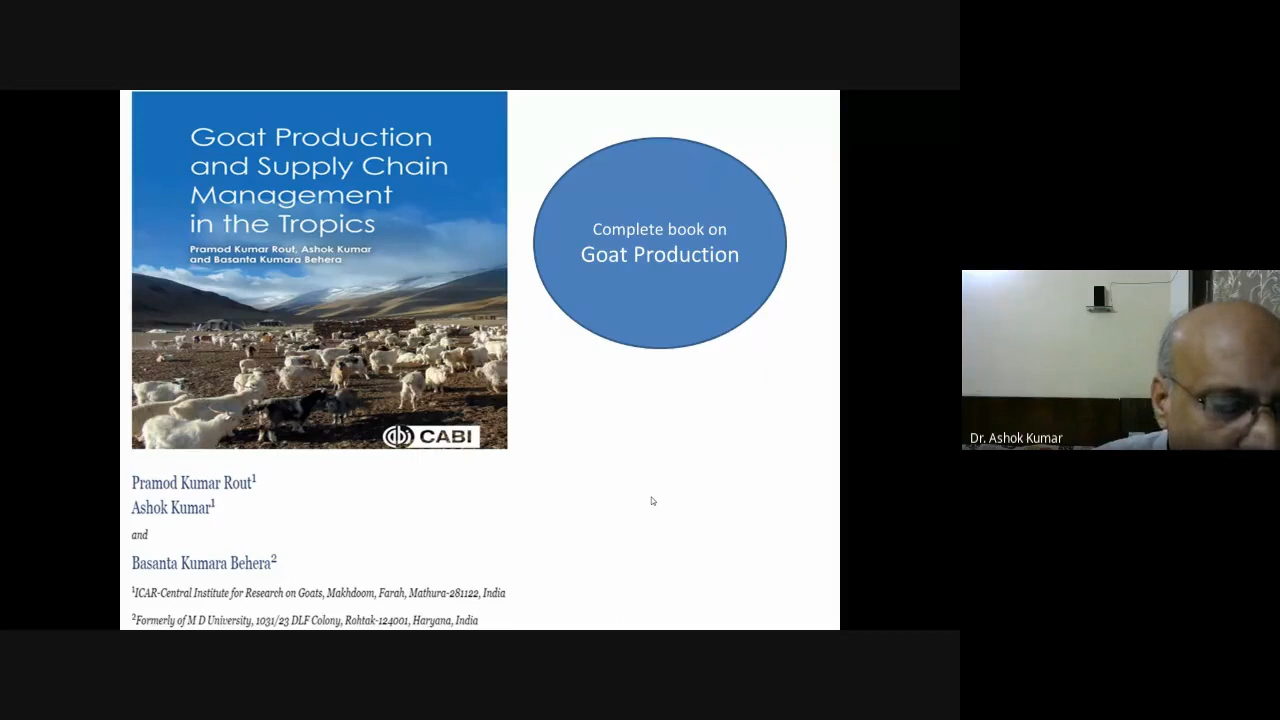 Goat Production
and Supply Chain
Management
in the Tropics
Pramod Kumar Rout, Ashok Kumar
and Basanta Kumara Behera
CABI
Complete book on
Goat Production
Pramod Kumar Rout¹
Ashok Kumar¹
and
Basanta Kumara Behera²
¹ICAR-Central Institute for Research on Goats, Makhdoom, Farah, Mathura-281122, India
²Formerly of M D University, 1031/23 DLF Colony, Rohtak-124001, Haryana, India
Dr. Ashok Kumar